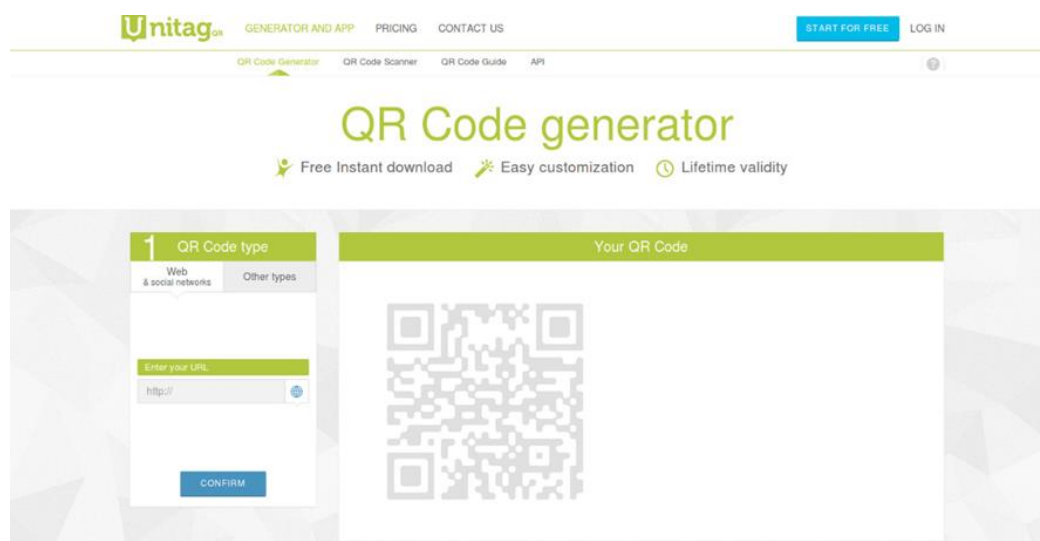 Unitag QR GENERATOR AND APP PRICING CONTACT US START FOR FREE LOG IN
QR Code Generator QR Code Scanner QR Code Guide API ?
QR Code generator
Free Instant download Easy customization Lifetime validity
1 QR Code type
Your QR Code
Web
& social networks
Other types
Enter your URL
http://
CONFIRM